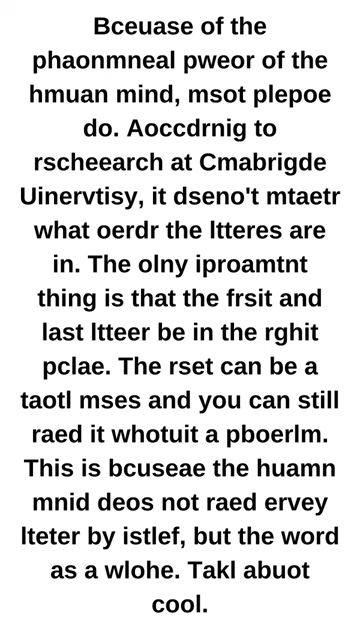 Bceuase of the
phaonmneal pweor of the
hmuan mind, msot plepoe
do. Aoccdrnig to
rscheearch at Cmabrigde
Uinervtisy, it dseno't mtaetr
what oerdr the ltteres are
in. The olny iproamtnt
thing is that the frsit and
last ltteer be in the rghit
pclae. The rset can be a
taotl mses and you can still
raed it whotuit a pboerlm.
This is bcuseae the huamn
mnid deos not raed ervey
lteter by istlef, but the word
as a wlohe. Takl abuot
cool.